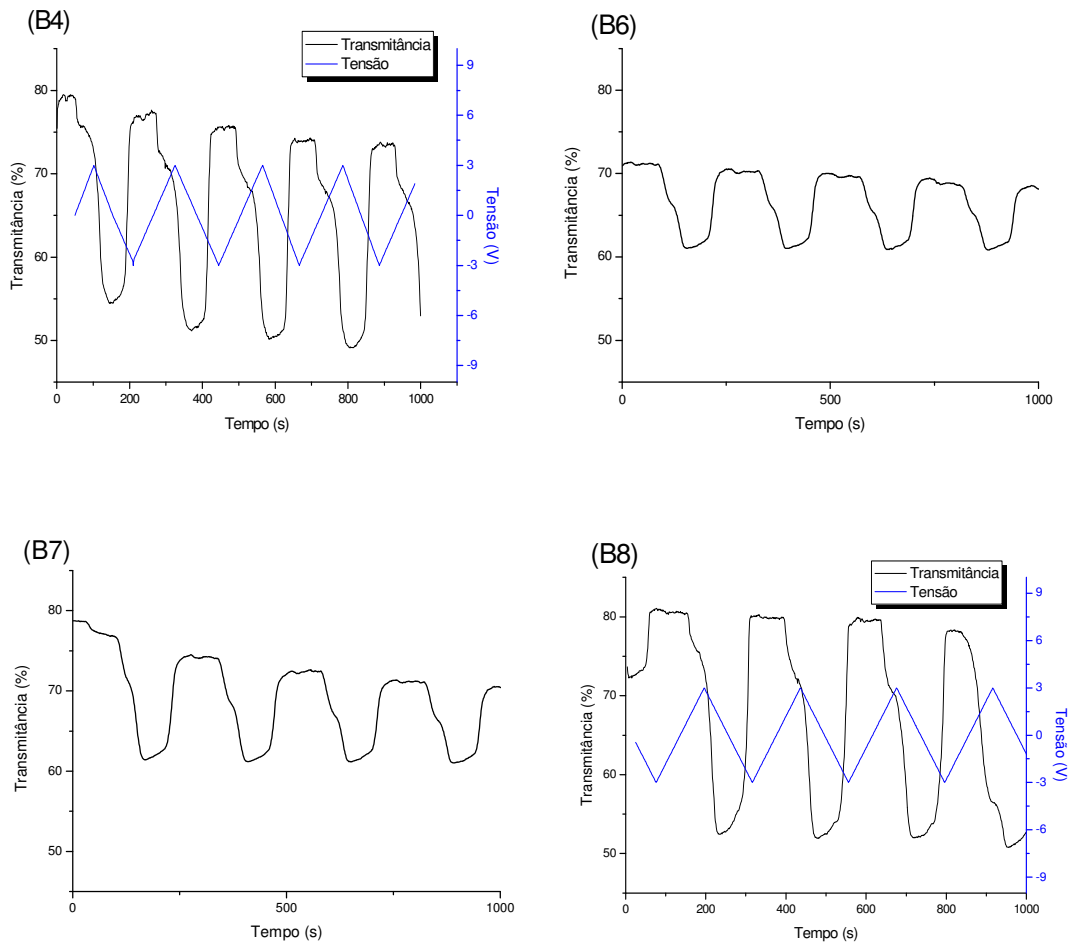 (B4)
Transmitância
Tensão
80
70
60
50
Transmitância (%)
9
6
3
0
-3
-6
-9
Tensão (V)
0 200 400 600 800 1000
Tempo (s)
(B6)
80
70
60
50
Transmitância (%)
0 500 1000
Tempo (s)
(B7)
80
70
60
50
Transmitância (%)
0 500 1000
Tempo (s)
(B8)
Transmitância
Tensão
80
70
60
50
Transmitância (%)
9
6
3
0
-3
-6
-9
Tensão (V)
0 200 400 600 800 1000
Tempo (s)